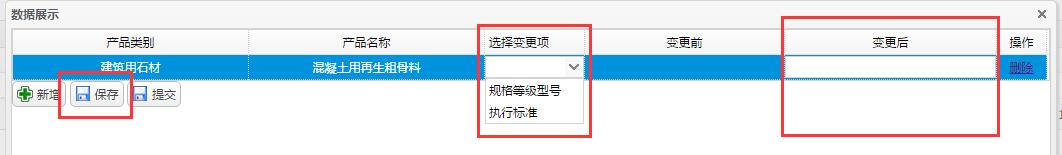 数据展示
产品类别 产品名称 选择变更项 变更前 变更后 操作
建筑用石材 混凝土用再生粗骨料 删除
规格等级型号
执行标准
新增 保存 提交